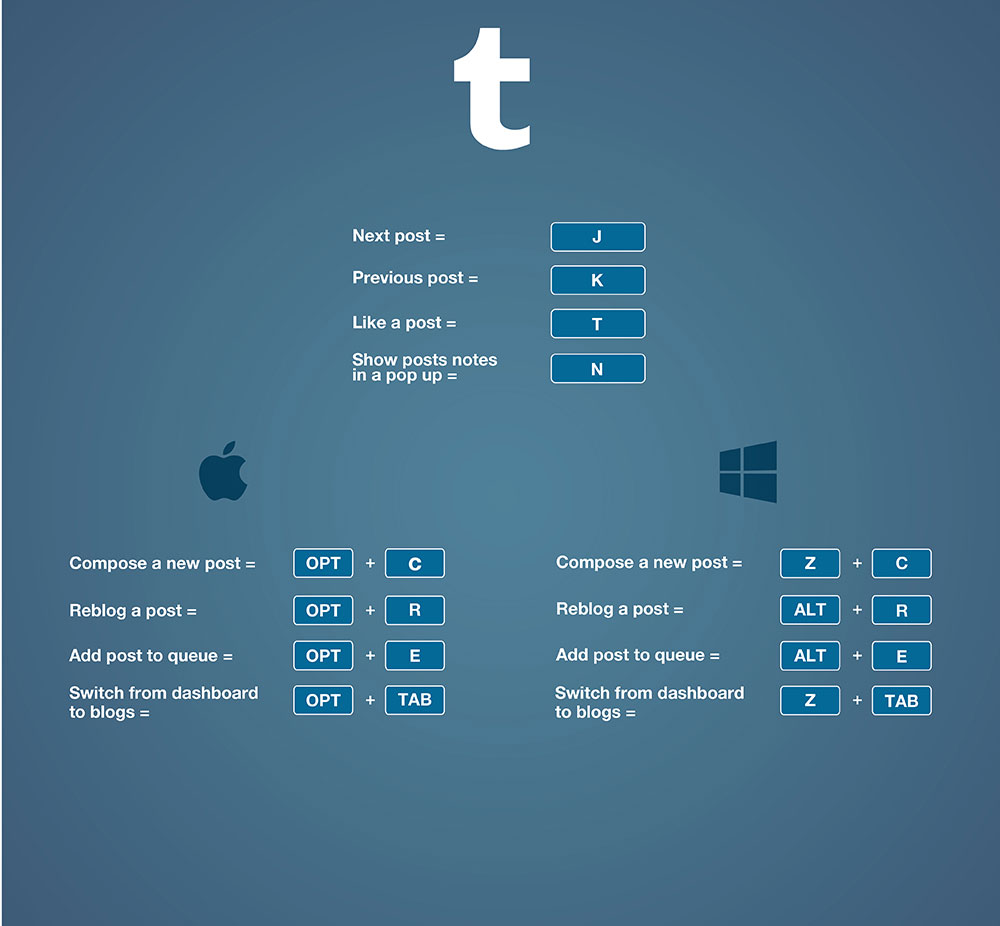 t
Next post = J
Previous post = K
Like a post = T
Show posts notes
in a pop up = N
Compose a new post = OPT + C
Reblog a post = OPT + R
Add post to queue = OPT + E
Switch from dashboard
to blogs = OPT + TAB
Compose a new post = Z + C
Reblog a post = ALT + R
Add post to queue = ALT + E
Switch from dashboard
to blogs = Z + TAB